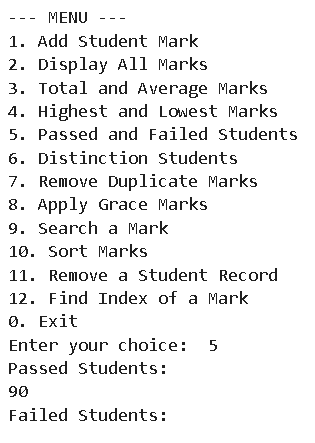 --- MENU ---
1. Add Student Mark
2. Display All Marks
3. Total and Average Marks
4. Highest and Lowest Marks
5. Passed and Failed Students
6. Distinction Students
7. Remove Duplicate Marks
8. Apply Grace Marks
9. Search a Mark
10. Sort Marks
11. Remove a Student Record
12. Find Index of a Mark
0. Exit
Enter your choice:  5
Passed Students:
90
Failed Students: